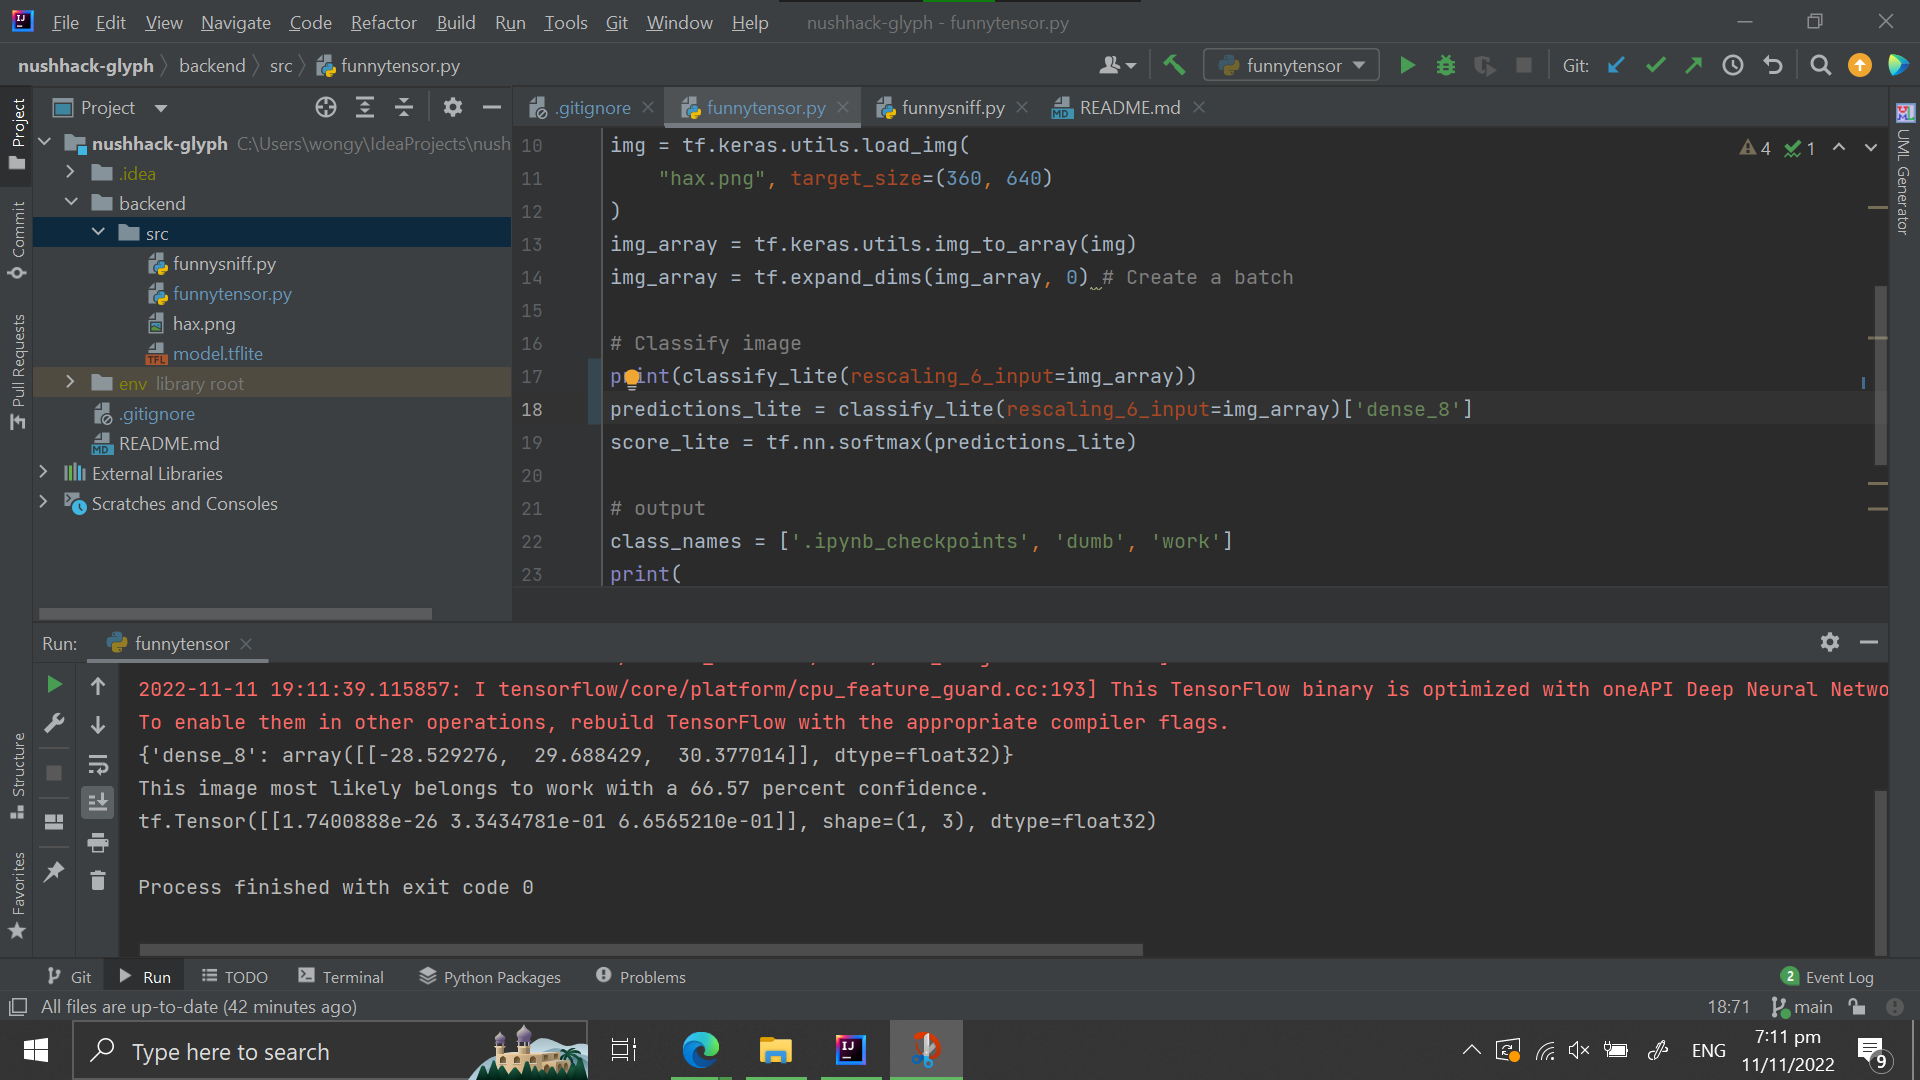 File Edit View Navigate Code Refactor Build Run Tools Git Window Help nushhack-glyph - funnytensor.py
nushhack-glyph backend src funnytensor.py funnytensor Git:
Project
.gitignore funnytensor.py funnysniff.py README.md
nushhack-glyph C:\Users\wongy\IdeaProjects\nush
.idea
backend
src
funnysniff.py
funnytensor.py
hax.png
TFL model.tflite
env library root
.gitignore
MD README.md
External Libraries
Scratches and Consoles
Project
Commit
Pull Requests
Structure
Favorites
UML Generator
4 1
10 img = tf.keras.utils.load_img(
11 "hax.png", target_size=(360, 640)
12 )
13 img_array = tf.keras.utils.img_to_array(img)
14 img_array = tf.expand_dims(img_array, 0) # Create a batch
15
16 # Classify image
17 print(classify_lite(rescaling_6_input=img_array))
18 predictions_lite = classify_lite(rescaling_6_input=img_array)['dense_8']
19 score_lite = tf.nn.softmax(predictions_lite)
20
21 # output
22 class_names = ['.ipynb_checkpoints', 'dumb', 'work']
23 print(
Run: funnytensor
2022-11-11 19:11:39.115857: I tensorflow/core/platform/cpu_feature_guard.cc:193] This TensorFlow binary is optimized with oneAPI Deep Neural Netwo
To enable them in other operations, rebuild TensorFlow with the appropriate compiler flags.
{'dense_8': array([[-28.529276, 29.688429, 30.377014]], dtype=float32)}
This image most likely belongs to work with a 66.57 percent confidence.
tf.Tensor([[1.7400888e-26 3.3434781e-01 6.6565210e-01]], shape=(1, 3), dtype=float32)
Process finished with exit code 0
Git Run TODO Terminal Python Packages Problems 2 Event Log
All files are up-to-date (42 minutes ago) 18:71 main
Type here to search
ENG
7:11 pm
11/11/2022
9